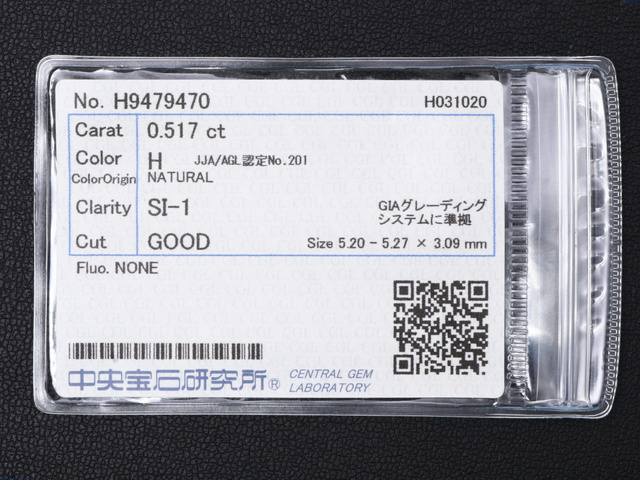 No. H9479470 H031020
Carat 0.517 ct
Color H JJA/AGL認定No.201
ColorOrigin NATURAL
Clarity SI-1 GIAグレーディング
システムに準拠
Cut GOOD Size 5.20 - 5.27 × 3.09 mm
Fluo. NONE
中央宝石研究所® CENTRAL GEM
LABORATORY